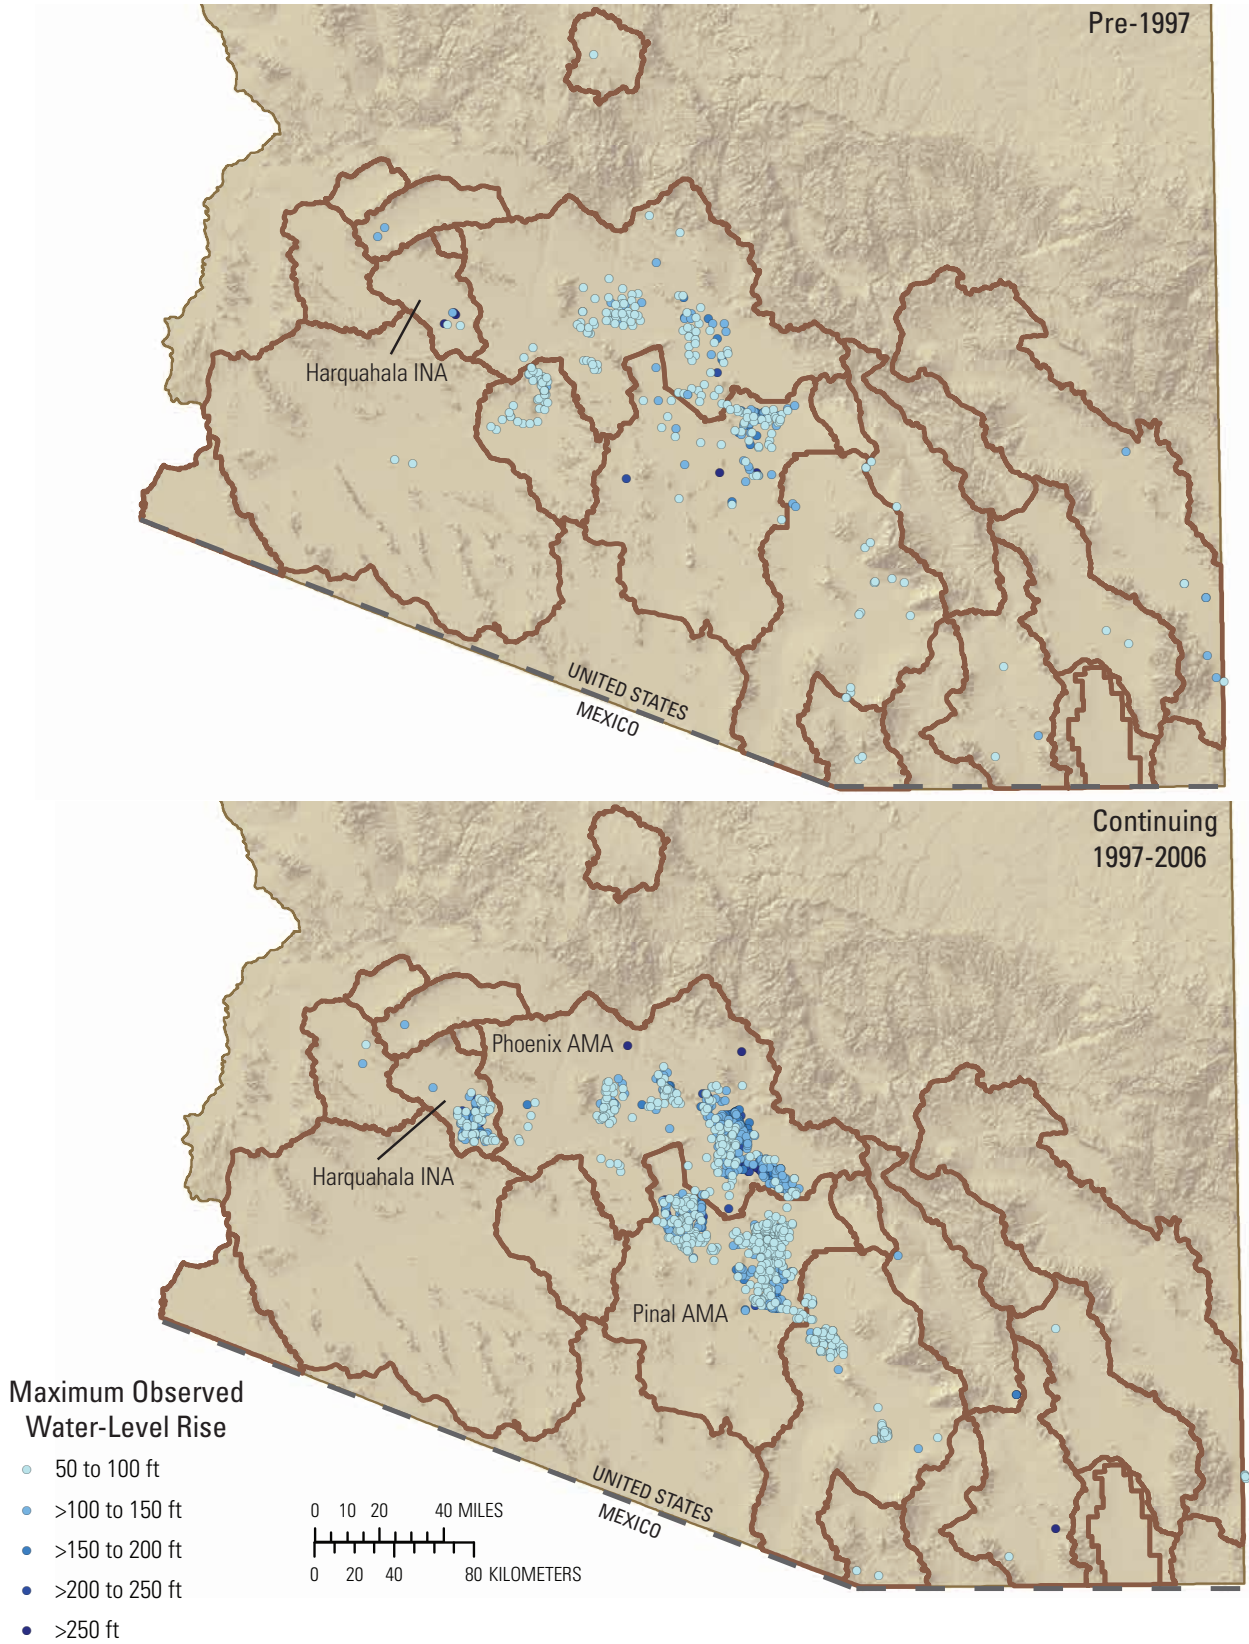 Pre-1997
Harquahala INA
UNITED STATES
MEXICO
Continuing
1997-2006
Phoenix AMA
Harquahala INA
Pinal AMA
UNITED STATES
MEXICO
Maximum Observed
Water-Level Rise
50 to 100 ft
>100 to 150 ft
>150 to 200 ft
>200 to 250 ft
>250 ft
0 10 20 40 MILES
0 20 40 80 KILOMETERS